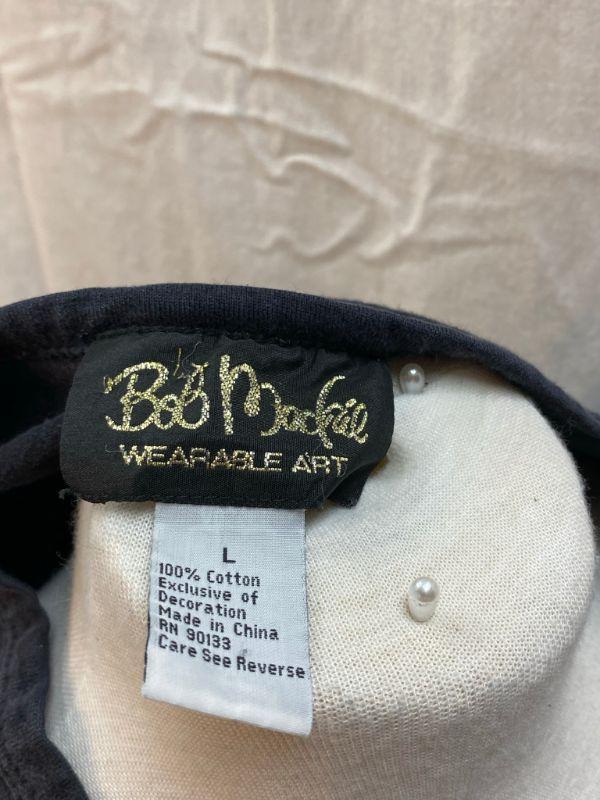 Bob Mackie
WEARABLE ART
L
100% Cotton
Exclusive of
Decoration
Made in China
RN 90133
Care See Reverse